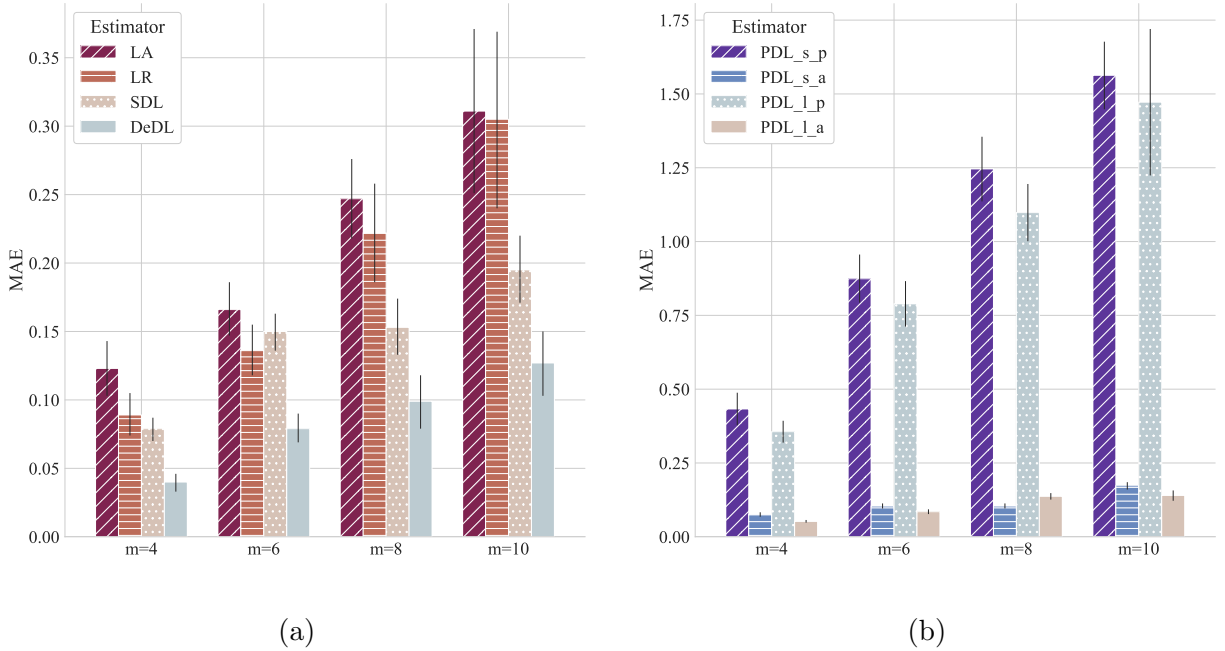 Estimator
LA
LR
SDL
DeDL
MAE
0.35
0.30
0.25
0.20
0.15
0.10
0.05
0.00
m=4
m=6
m=8
m=10
(a)
Estimator
PDL_s_p
PDL_s_a
PDL_l_p
PDL_l_a
MAE
1.75
1.50
1.25
1.00
0.75
0.50
0.25
0.00
m=4
m=6
m=8
m=10
(b)